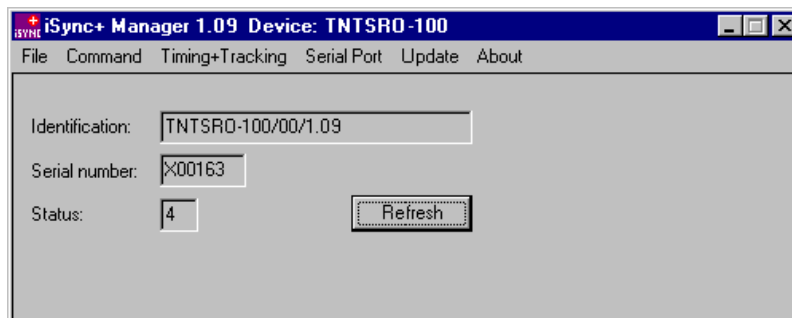 iSync+ Manager 1.09 Device: TNTSRO-100
File Command Timing+Tracking Serial Port Update About
Identification: TNTSRO-100/00/1.09
Serial number: X00163
Status: 4 Refresh